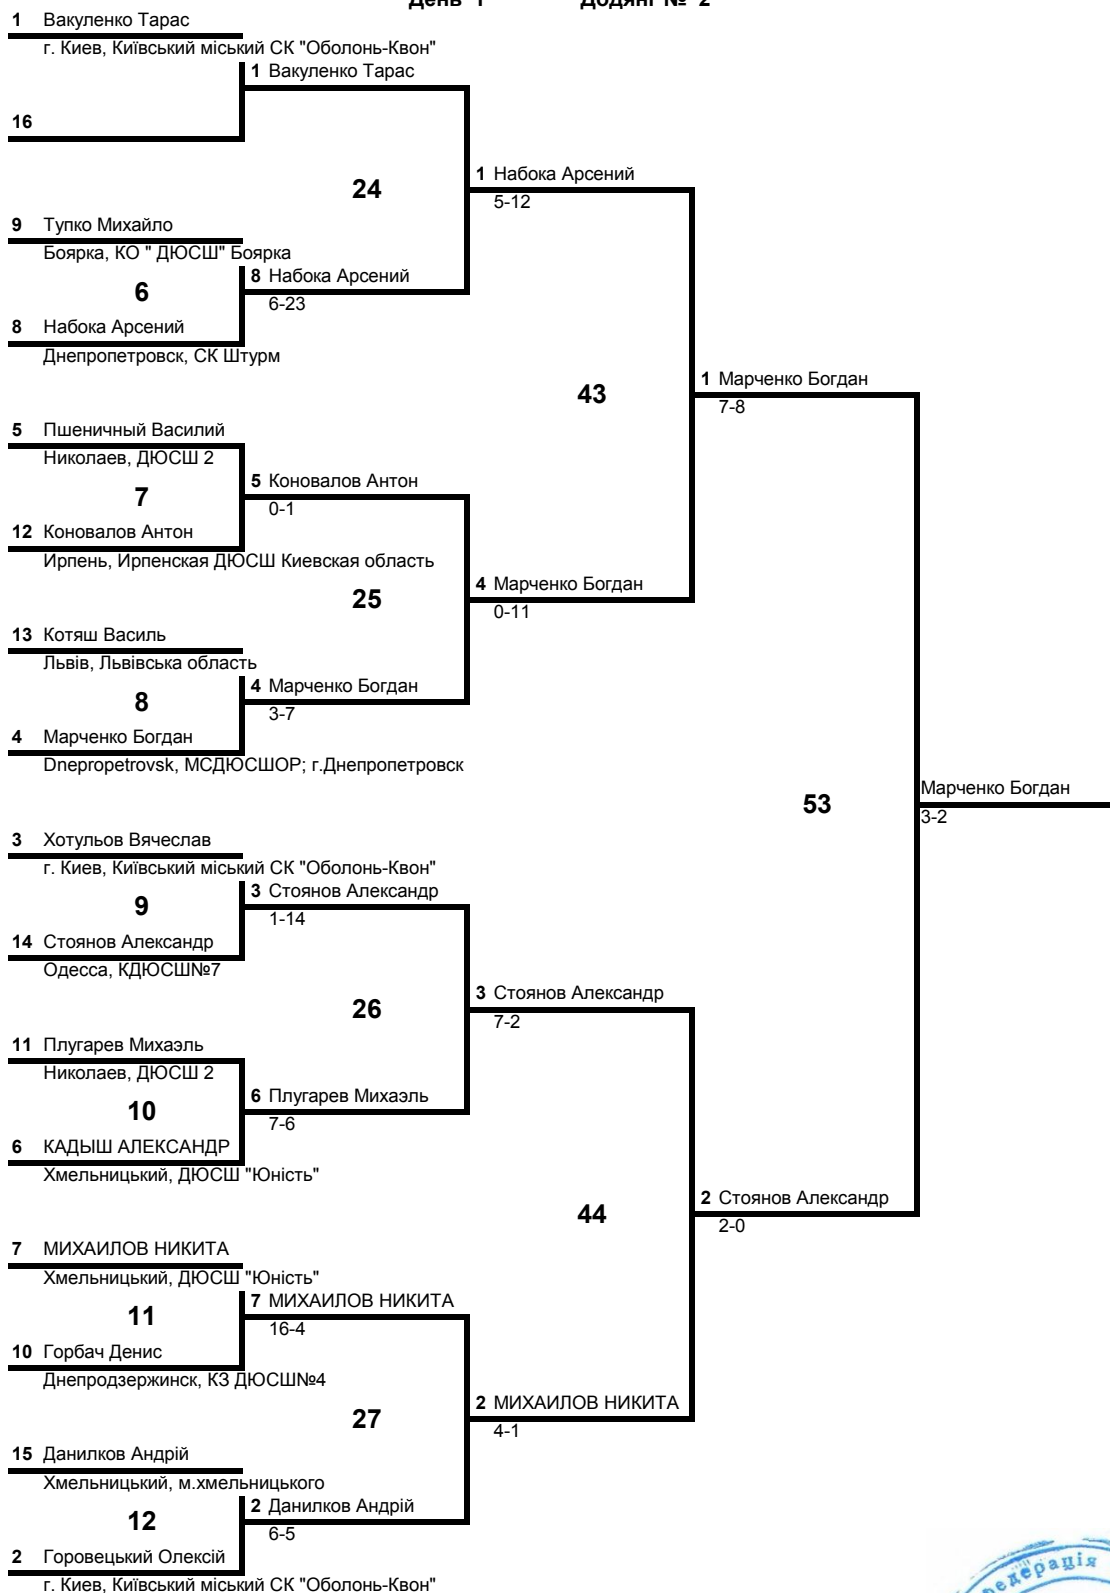 День 1 Додянг № 2
1 Вакуленко Тарас
г. Киев, Київський міський СК "Оболонь-Квон"
1 Вакуленко Тарас
16
24
1 Набока Арсений
5-12
9 Тупко Михайло
Боярка, КО " ДЮСШ" Боярка
6
8 Набока Арсений
6-23
8 Набока Арсений
Днепропетровск, СК Штурм
43
1 Марченко Богдан
7-8
5 Пшеничный Василий
Николаев, ДЮСШ 2
7
5 Коновалов Антон
0-1
12 Коновалов Антон
Ирпень, Ирпенская ДЮСШ Киевская область
25
4 Марченко Богдан
0-11
13 Котяш Василь
Львів, Львівська область
8
4 Марченко Богдан
3-7
4 Марченко Богдан
Dnepropetrovsk, МСДЮСШОР; г.Днепропетровск
53
Марченко Богдан
3-2
3 Хотульов Вячеслав
г. Киев, Київський міський СК "Оболонь-Квон"
9
3 Стоянов Александр
1-14
14 Стоянов Александр
Одесса, КДЮСШ№7
26
3 Стоянов Александр
7-2
11 Плугарев Михаэль
Николаев, ДЮСШ 2
10
6 Плугарев Михаэль
7-6
6 КАДЫШ АЛЕКСАНДР
Хмельницький, ДЮСШ "Юність"
44
2 Стоянов Александр
2-0
7 МИХАИЛОВ НИКИТА
Хмельницький, ДЮСШ "Юність"
11
7 МИХАИЛОВ НИКИТА
16-4
10 Горбач Денис
Днепродзержинск, КЗ ДЮСШ№4
27
2 МИХАИЛОВ НИКИТА
4-1
15 Данилков Андрій
Хмельницький, м.хмельницького
12
2 Данилков Андрій
6-5
2 Горовецький Олексій
г. Киев, Київський міський СК "Оболонь-Квон"